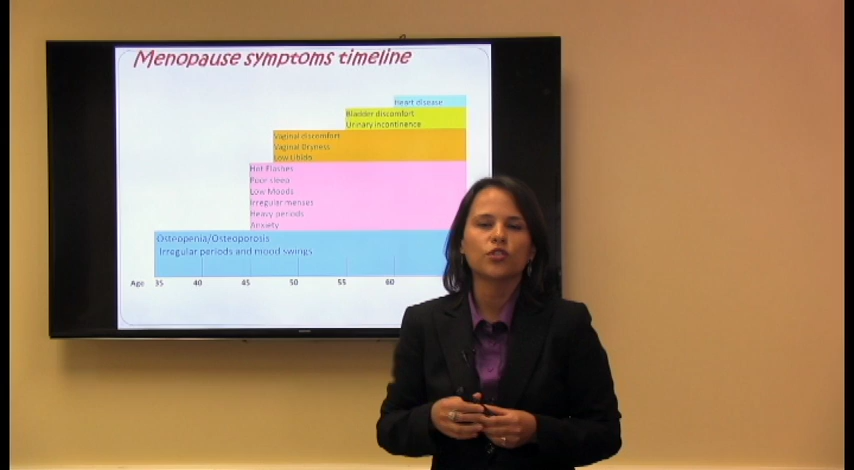 Menopause symptoms timeline
Heart disease
Bladder discomfort
Urinary incontinence
Vaginal discomfort
Vaginal Dryness
Low Libido
Hot Flashes
Poor sleep
Low Moods
Irregular menses
Heavy periods
Anxiety
Osteopenia/Osteoporosis
Irregular periods and mood swings
Age 35 40 45 50 55 60